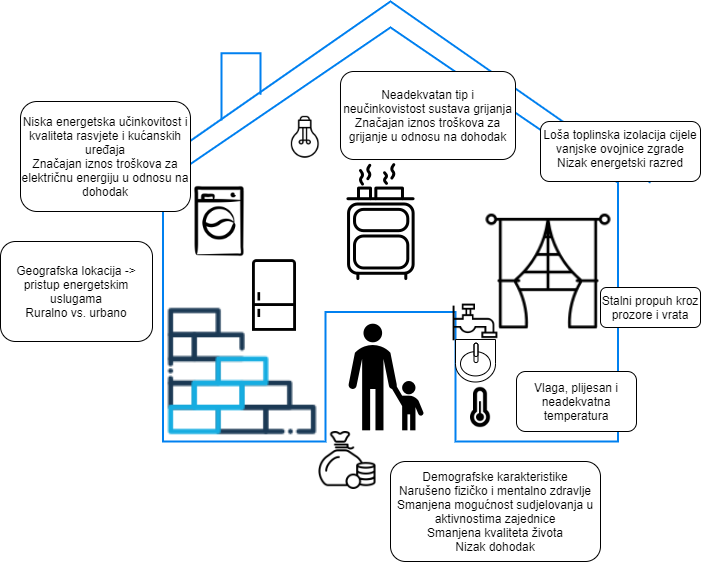 Neadekvatan tip i
neučinkovistost sustava grijanja
Značajan iznos troškova za
grijanje u odnosu na dohodak
Niska energetska učinkovitost i
kvaliteta rasvjete i kućanskih
uređaja
Značajan iznos troškova za
električnu energiju u odnosu na
dohodak
Loša toplinska izolacija cijele
vanjske ovojnice zgrade
Nizak energetski razred
Geografska lokacija ->
pristup energetskim
uslugama
Ruralno vs. urbano
Stalni propuh kroz
prozore i vrata
Vlaga, plijesan i
neadekvatna
temperatura
Demografske karakteristike
Narušeno fizičko i mentalno zdravlje
Smanjena mogućnost sudjelovanja u
aktivnostima zajednice
Smanjena kvaliteta života
Nizak dohodak